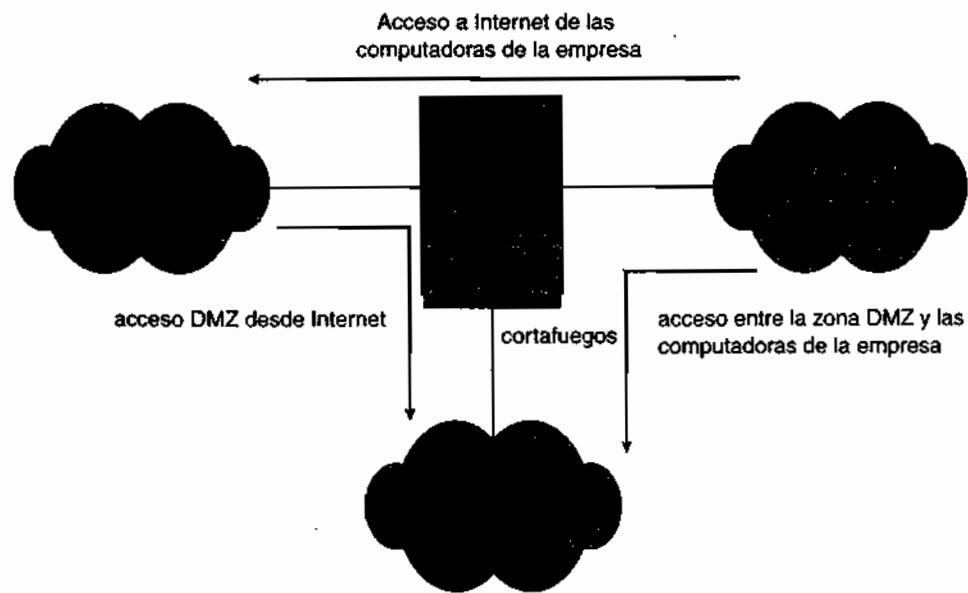 Acceso a Internet de las
computadoras de la empresa
acceso DMZ desde Internet
cortafuegos
acceso entre la zona DMZ y las
computadoras de la empresa